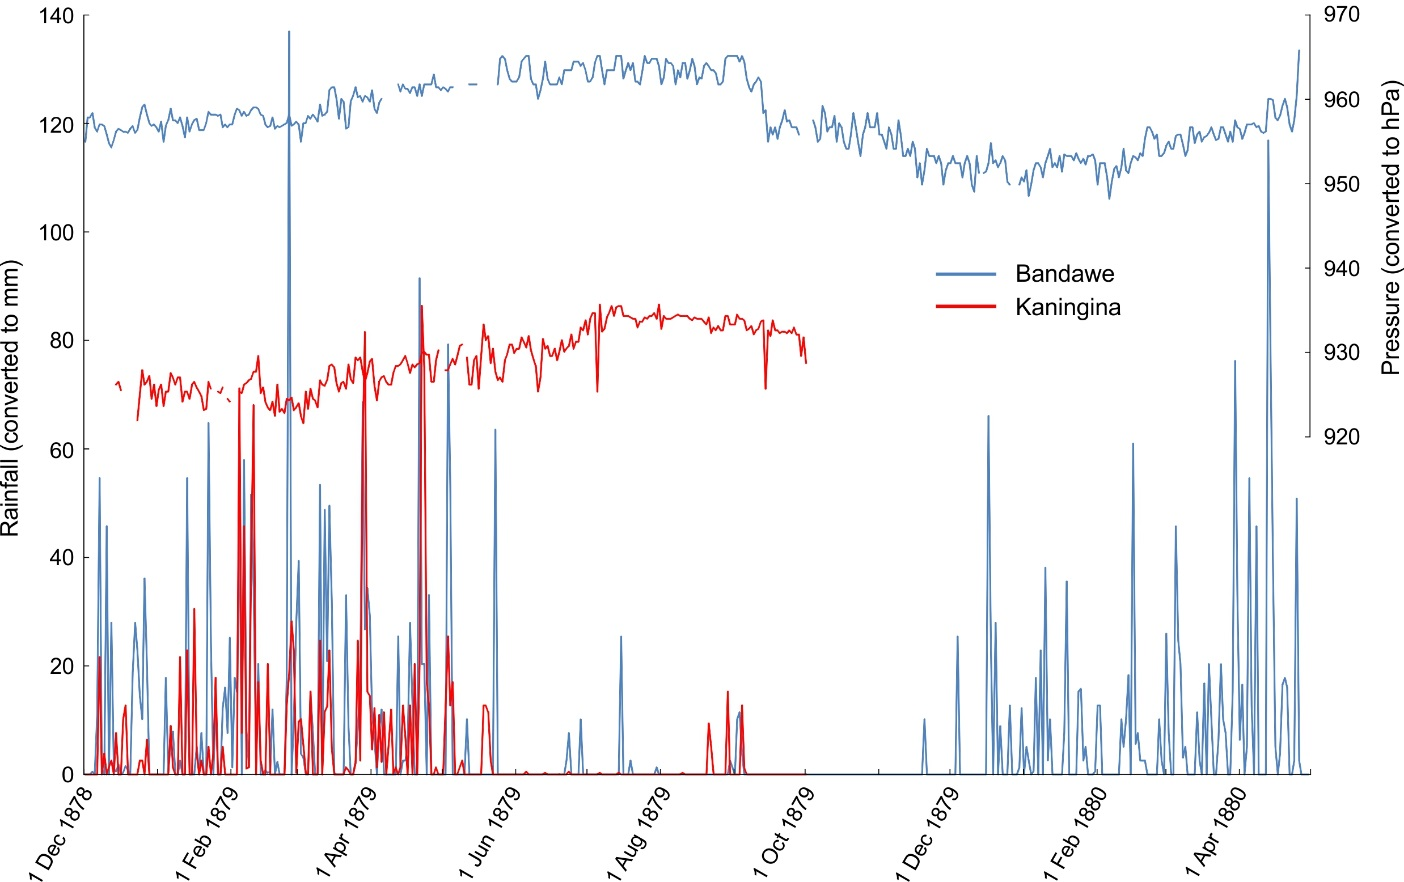 140
120
100
80
60
40
20
0
Rainfall (converted to mm)
970
960
950
940
930
920
Pressure (converted to hPa)
Bandawe
Kaningina
1 Dec 1878
1 Feb 1879
1 Apr 1879
1 Jun 1879
1 Aug 1879
1 Oct 1879
1 Dec 1879
1 Feb 1880
1 Apr 1880